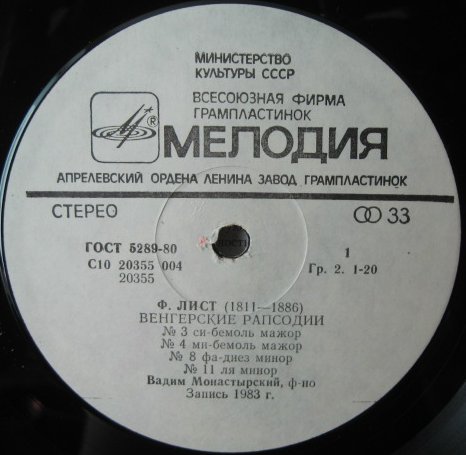 МИНИСТЕРСТВО
КУЛЬТУРЫ СССР
ВСЕСОЮЗНАЯ ФИРМА
ГРАМПЛАСТИНОК
®
МЕЛОДИЯ
АПРЕЛЕВСКИЙ ОРДЕНА ЛЕНИНА ЗАВОД ГРАМПЛАСТИНОК
СТЕРЕО
33
ГОСТ 5289-80
1
С10 20355 004
Гр. 2. 1-20
20355
Ф. ЛИСТ (1811—1886)
ВЕНГЕРСКИЕ РАПСОДИИ
№ 3 си-бемоль мажор
№ 4 ми-бемоль мажор
№ 8 фа-диез минор
№ 11 ля минор
Вадим Монастырский, ф-но
Запись 1983 г.